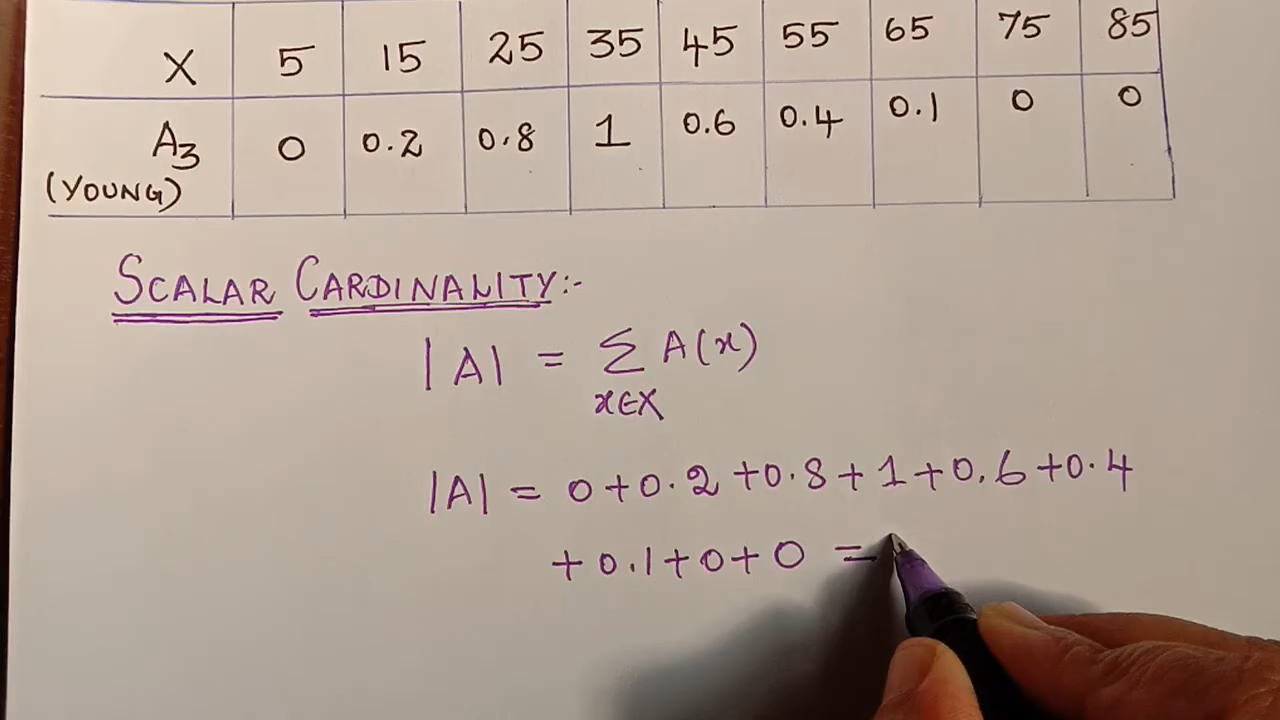 X 5 15 25 35 45 55 65 75 85
A₃ 0 0.2 0.8 1 0.6 0.4 0.1 0 0
(YOUNG)
SCALAR CARDINALITY:-
|A| = Σ A(x)
x∈X
|A| = 0+0.2+0.8+1+0.6+0.4
+0.1+0+0 =